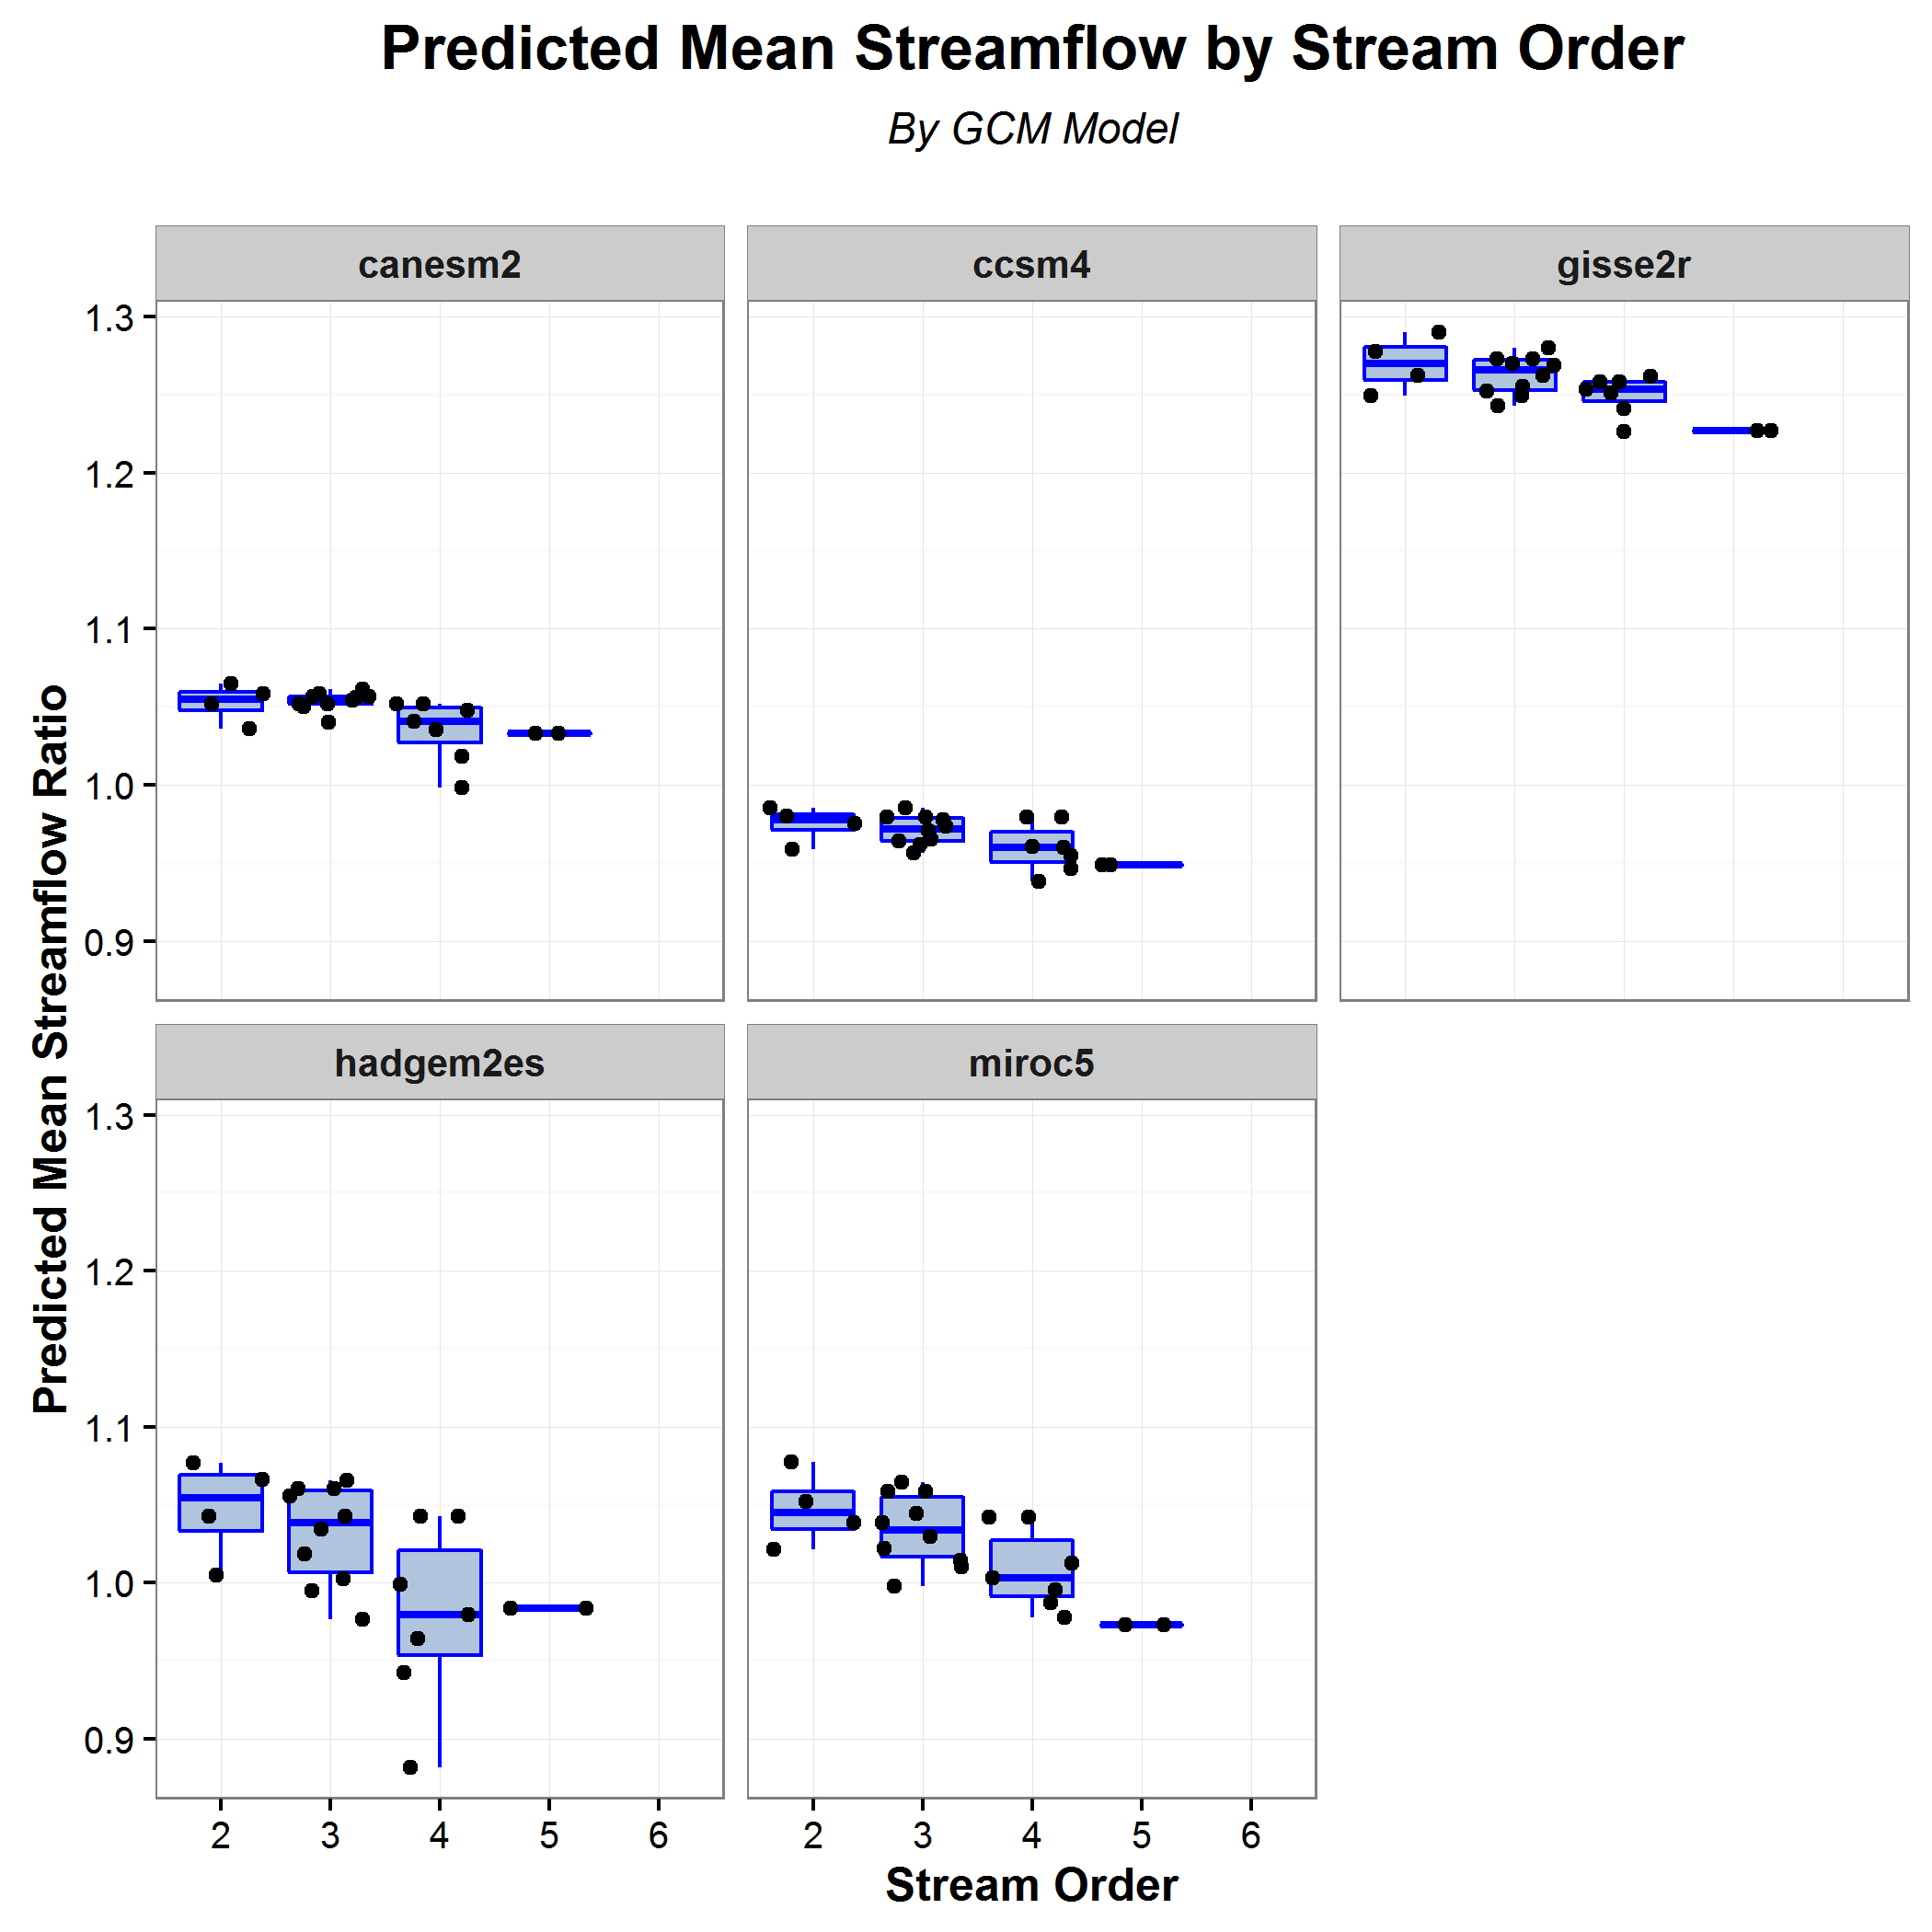 Predicted Mean Streamflow by Stream Order
By GCM Model
canesm2
ccsm4
gisse2r
1.3
1.2
1.1
1.0
0.9
Predicted Mean Streamflow Ratio
hadgem2es
miroc5
1.3
1.2
1.1
1.0
0.9
2 3 4 5 6
2 3 4 5 6
Stream Order